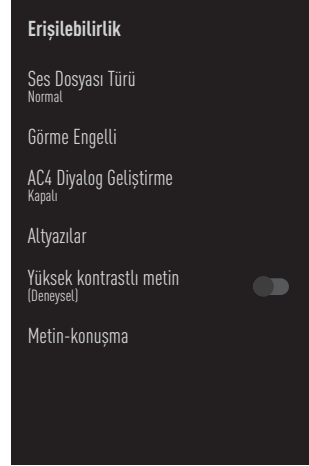 Erişilebilirlik
Ses Dosyası Türü
Normal
Görme Engelli
AC4 Diyalog Geliştirme
Kapalı
Altyazılar
Yüksek kontrastlı metin
(Deneysel)
Metin-konuşma